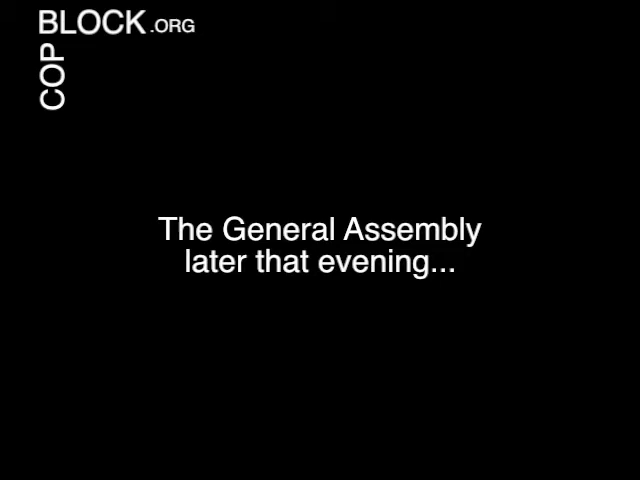 BLOCK.ORG
COP
The General Assembly
later that evening...